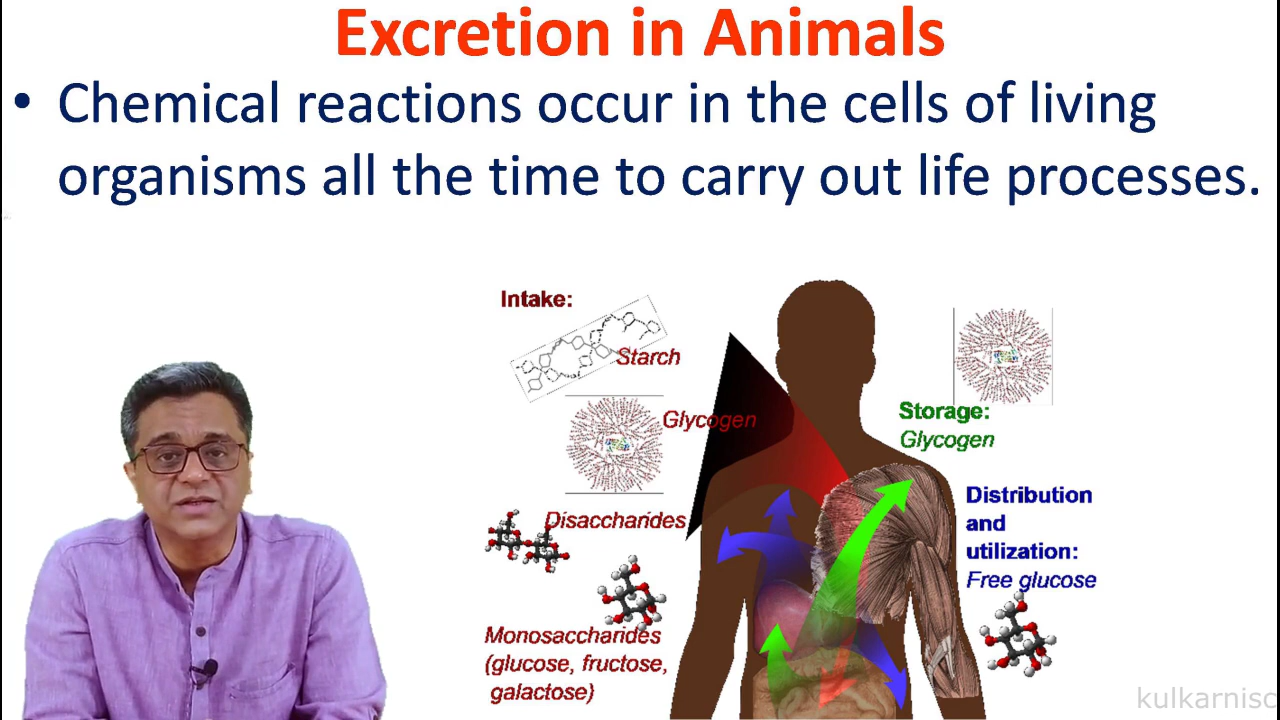 Excretion in Animals
• Chemical reactions occur in the cells of living
organisms all the time to carry out life processes.
Intake:
Starch
Glycogen
Disaccharides
Monosaccharides
(glucose, fructose,
galactose)
Storage:
Glycogen
Distribution
and
utilization:
Free glucose
kulkarnisc